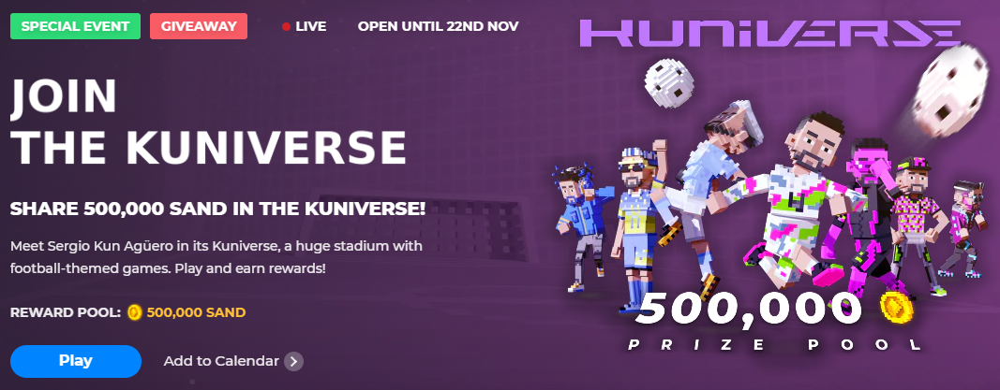 SPECIAL EVENT
GIVEAWAY
LIVE
OPEN UNTIL 22ND NOV
JOIN
THE KUNIVERSE
SHARE 500,000 SAND IN THE KUNIVERSE!
Meet Sergio Kun Agüero in its Kuniverse, a huge stadium with
football-themed games. Play and earn rewards!
REWARD POOL: 500,000 SAND
Play
Add to Calendar
KUNIVERSE
500,000
PRIZE POOL